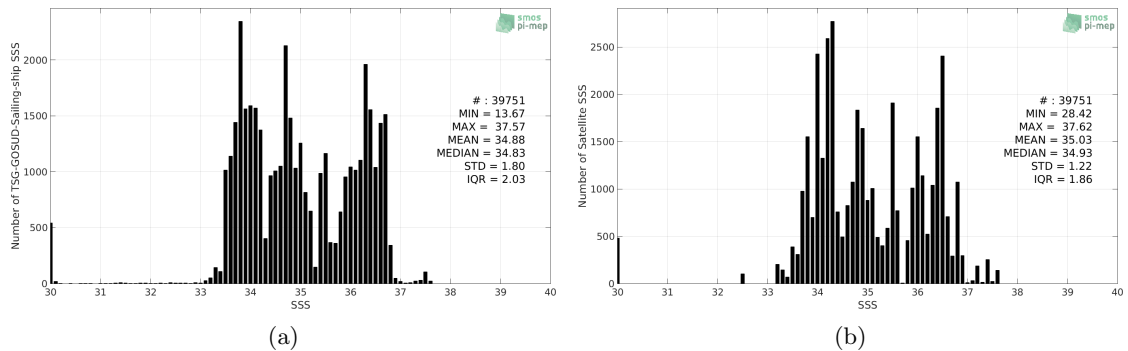 smos
pi-mep
Number of TSG-GOSUD-Sailing-ship SSS
2000
1500
1000
500
0
# : 39751
MIN = 13.67
MAX = 37.57
MEAN = 34.88
MEDIAN = 34.83
STD = 1.80
IQR = 2.03
30 31 32 33 34 35 36 37 38 39 40
SSS
(a)
smos
pi-mep
Number of Satellite SSS
2500
2000
1500
1000
500
0
# : 39751
MIN = 28.42
MAX = 37.62
MEAN = 35.03
MEDIAN = 34.93
STD = 1.22
IQR = 1.86
30 31 32 33 34 35 36 37 38 39 40
SSS
(b)